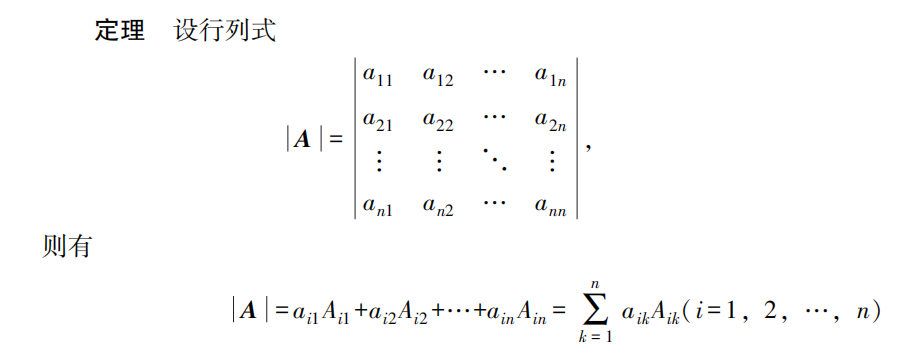 定理 设行列式
|A| = | a₁₁ a₁₂ ⋯ a₁ₙ |
| a₂₁ a₂₂ ⋯ a₂ₙ |
| ⋮ ⋮ ⋱ ⋮ |
| aₙ₁ aₙ₂ ⋯ aₙₙ | ,
则有
|A| = aᵢ₁Aᵢ₁+aᵢ₂Aᵢ₂+⋯+aᵢₙAᵢₙ = ∑ₖ₌₁ⁿ aᵢₖAᵢₖ(i=1, 2, ⋯, n)